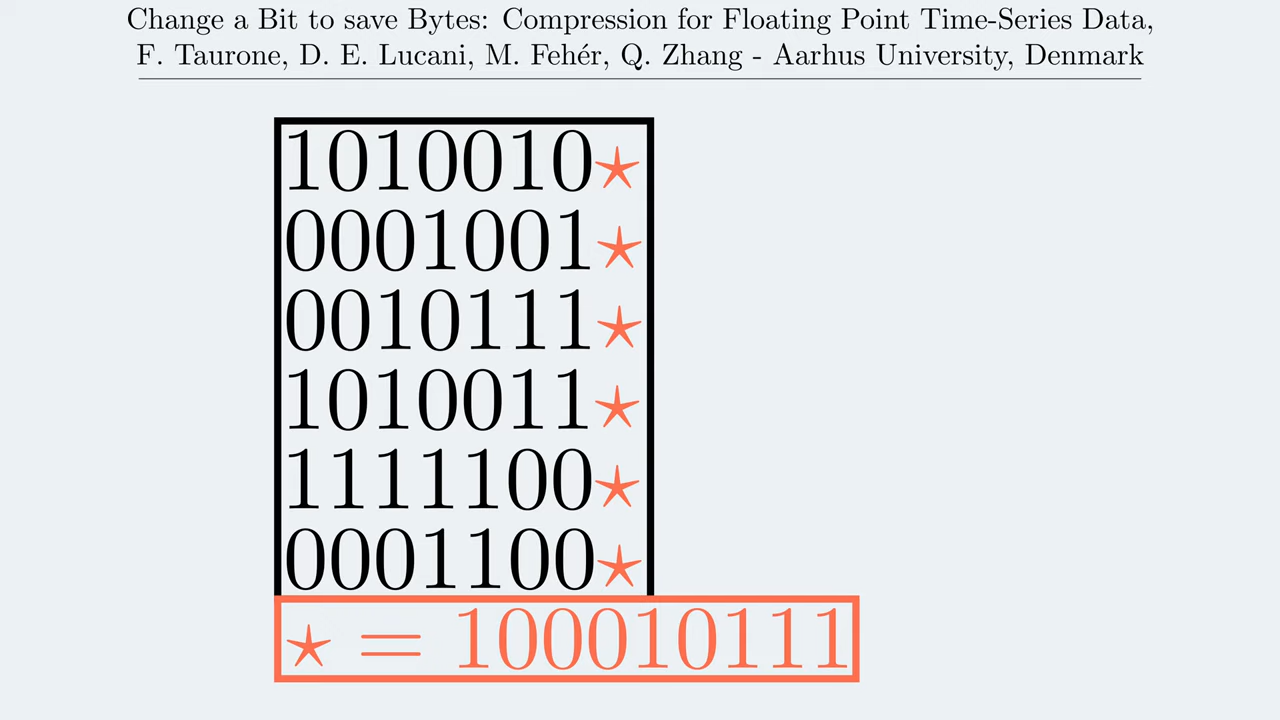 Change a Bit to save Bytes: Compression for Floating Point Time-Series Data,
F. Taurone, D. E. Lucani, M. Fehér, Q. Zhang - Aarhus University, Denmark
1010010⋆
0001001⋆
0010111⋆
1010011⋆
1111100⋆
0001100⋆
⋆ = 100010111